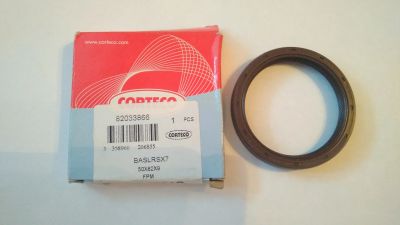 www.corteco.com
CORTECO
82033866 1 PCS
CORTECO
3 358960 206835
BASLRSX7
50X62X9
FPM